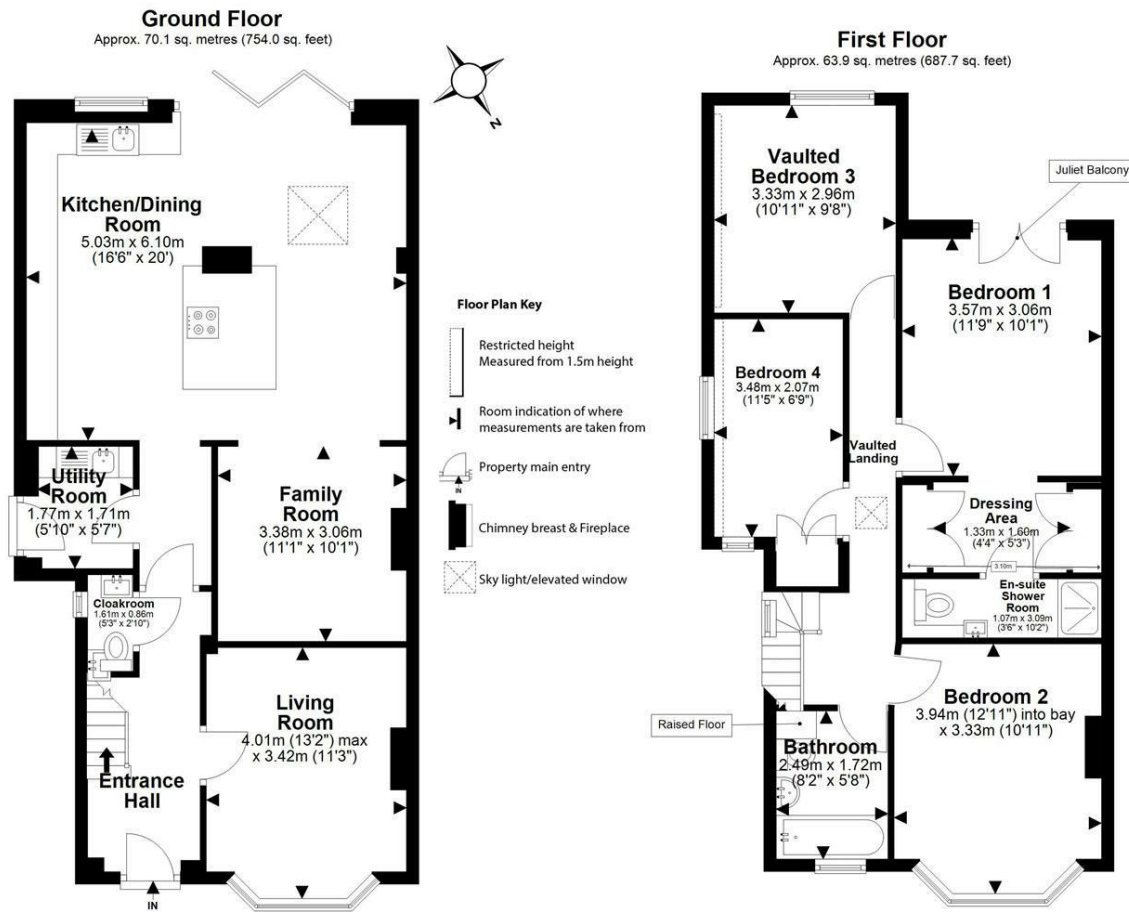 Ground Floor
Approx. 70.1 sq. metres (754.0 sq. feet)
N
Kitchen/Dining
Room
5.03m x 6.10m
(16'6" x 20')
Utility
Room
1.77m x 1.71m
(5'10" x 5'7")
Family
Room
3.38m x 3.06m
(11'1" x 10'1")
Cloakroom
1.61m x 0.86m
(5'3" x 2'10")
Living
Room
4.01m (13'2") max
x 3.42m (11'3")
Entrance
Hall
IN
Floor Plan Key
Restricted height
Measured from 1.5m height
Room indication of where
measurements are taken from
Property main entry
IN
Chimney breast & Fireplace
Sky light/elevated window
First Floor
Approx. 63.9 sq. metres (687.7 sq. feet)
Vaulted
Bedroom 3
3.33m x 2.96m
(10'11" x 9'8")
Juliet Balcony
Bedroom 1
3.57m x 3.06m
(11'9" x 10'1")
Bedroom 4
3.48m x 2.07m
(11'5" x 6'9")
Vaulted
Landing
Dressing
Area
1.33m x 1.60m
(4'4" x 5'3")
3.10m
En-suite
Shower
Room
1.07m x 3.09m
(3'6" x 10'2")
Bedroom 2
3.94m (12'11") into bay
x 3.33m (10'11")
Raised Floor
Bathroom
2.49m x 1.72m
(8'2" x 5'8")